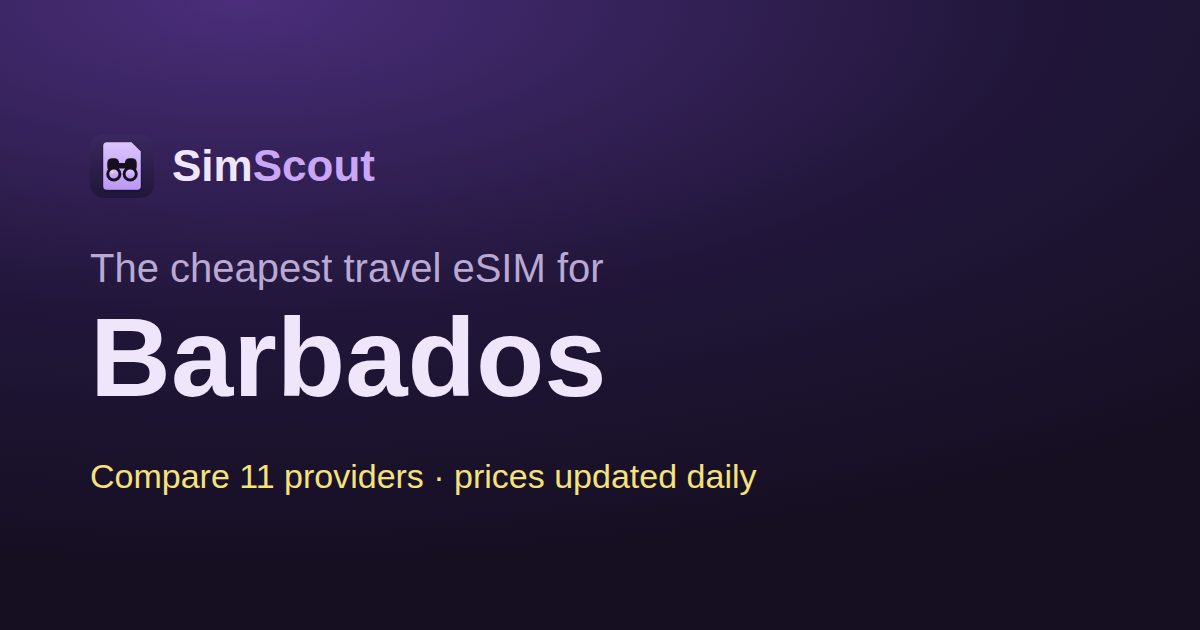 SimScout
The cheapest travel eSIM for
Barbados
Compare 11 providers · prices updated daily